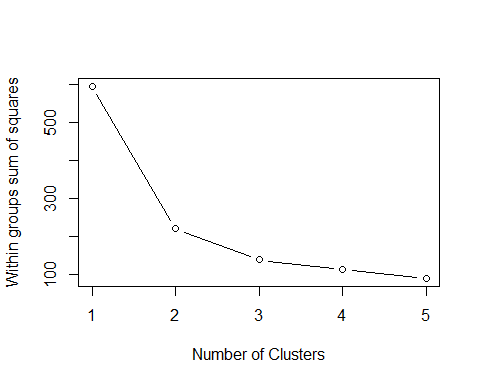 Within groups sum of squares
500
300
100
1 2 3 4 5
Number of Clusters